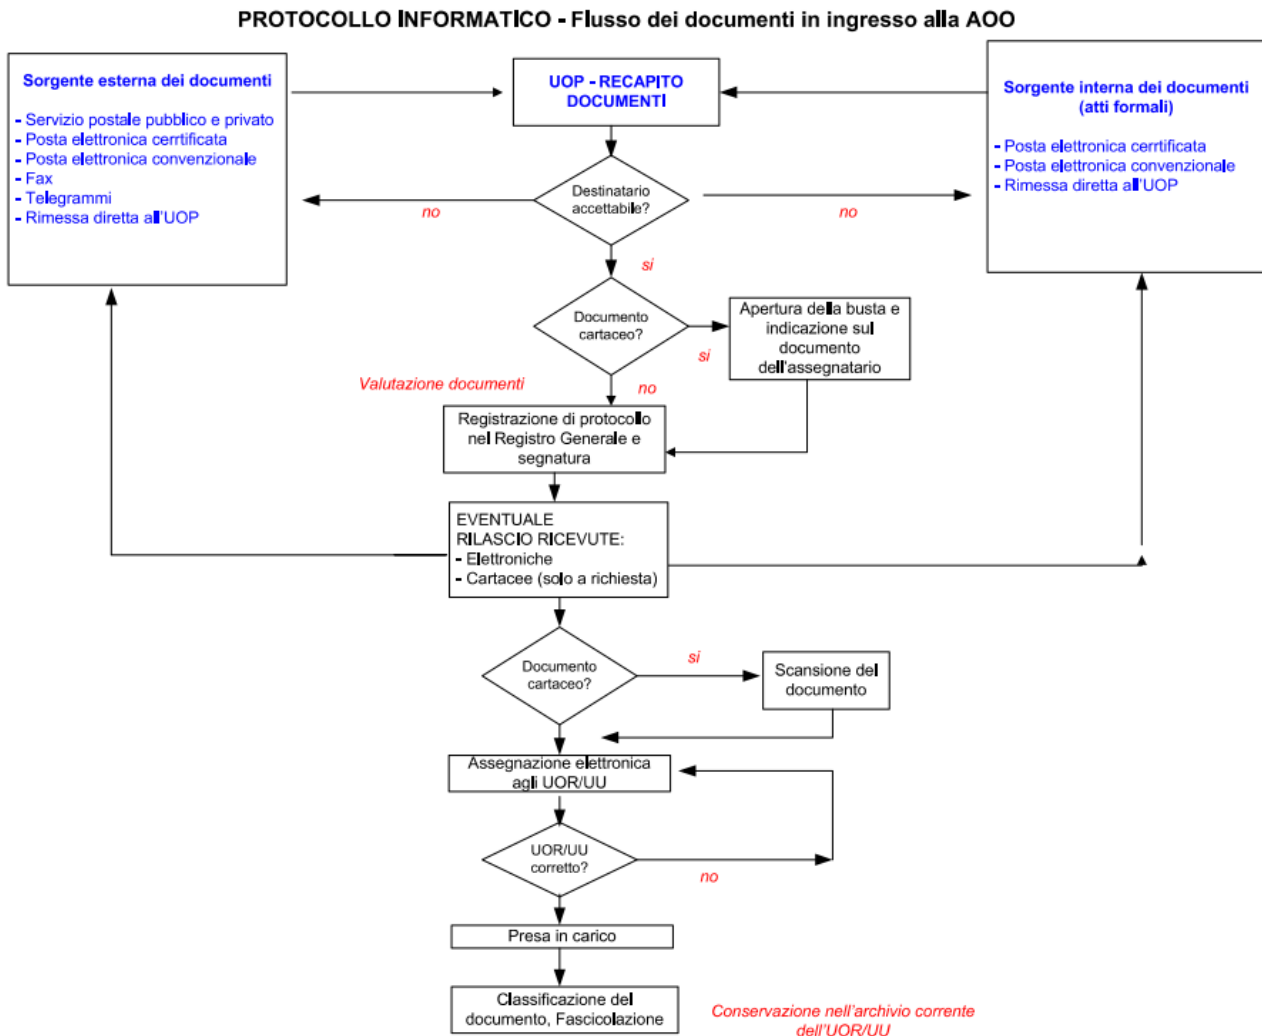 PROTOCOLLO INFORMATICO - Flusso dei documenti in ingresso alla AOO
Sorgente esterna dei documenti
- Servizio postale pubblico e privato
- Posta elettronica cerrtificata
- Posta elettronica convenzionale
- Fax
- Telegrammi
- Rimessa diretta all'UOP
UOP - RECAPITO
DOCUMENTI
Sorgente interna dei documenti
(atti formali)
- Posta elettronica cerrtificata
- Posta elettronica convenzionale
- Rimessa diretta all'UOP
Destinatario
accettabile?
no
no
si
Documento
cartaceo?
si
Apertura della busta e
indicazione sul
documento
dell'assegnatario
Valutazione documenti
no
Registrazione di protocollo
nel Registro Generale e
segnatura
EVENTUALE
RILASCIO RICEVUTE:
- Elettroniche
- Cartacee (solo a richiesta)
Documento
cartaceo?
si
Scansione del
documento
Assegnazione elettronica
agli UOR/UU
UOR/UU
corretto?
no
Presa in carico
Classificazione del
documento, Fascicolazione
Conservazione nell'archivio corrente
dell'UOR/UU